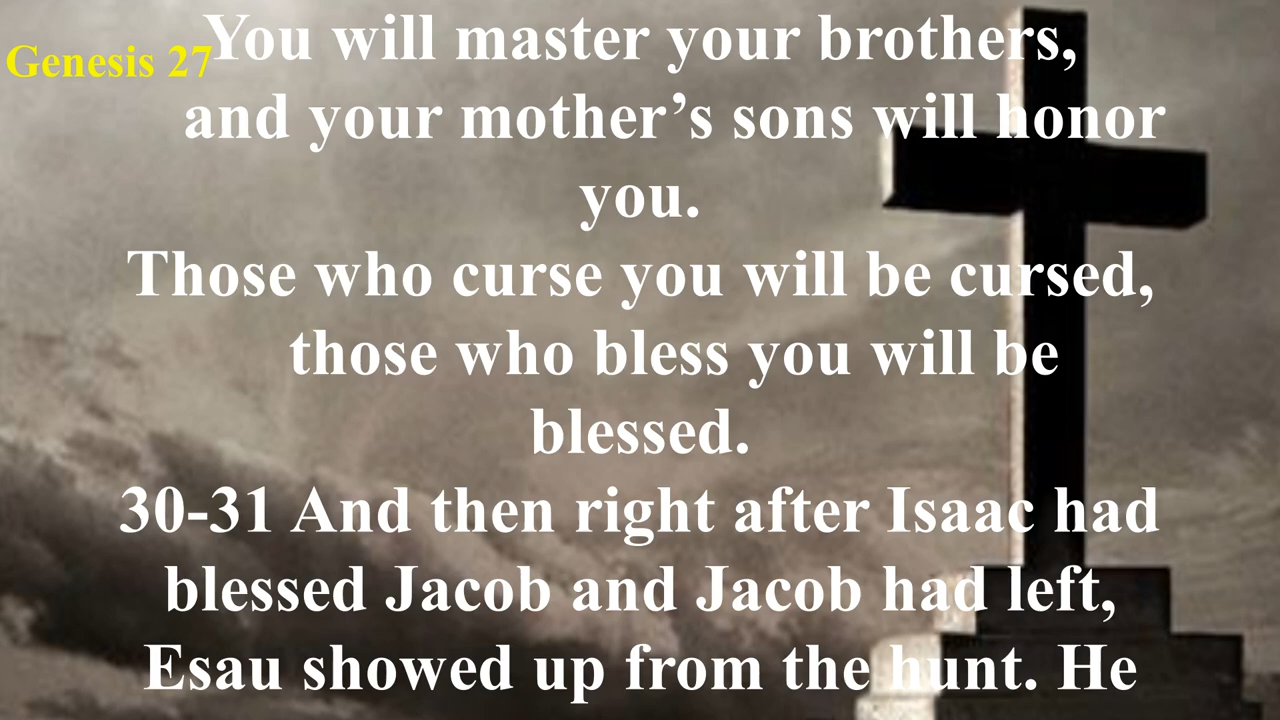 Genesis 27
You will master your brothers,
and your mother’s sons will honor
you.
Those who curse you will be cursed,
those who bless you will be
blessed.
30-31 And then right after Isaac had
blessed Jacob and Jacob had left,
Esau showed up from the hunt. He